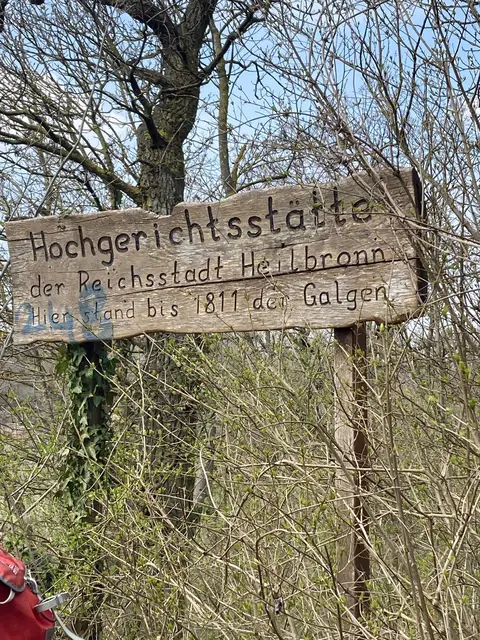 Hochgerichtsstätte
der Reichsstadt Heilbronn
Hier stand bis 1811 der Galgen